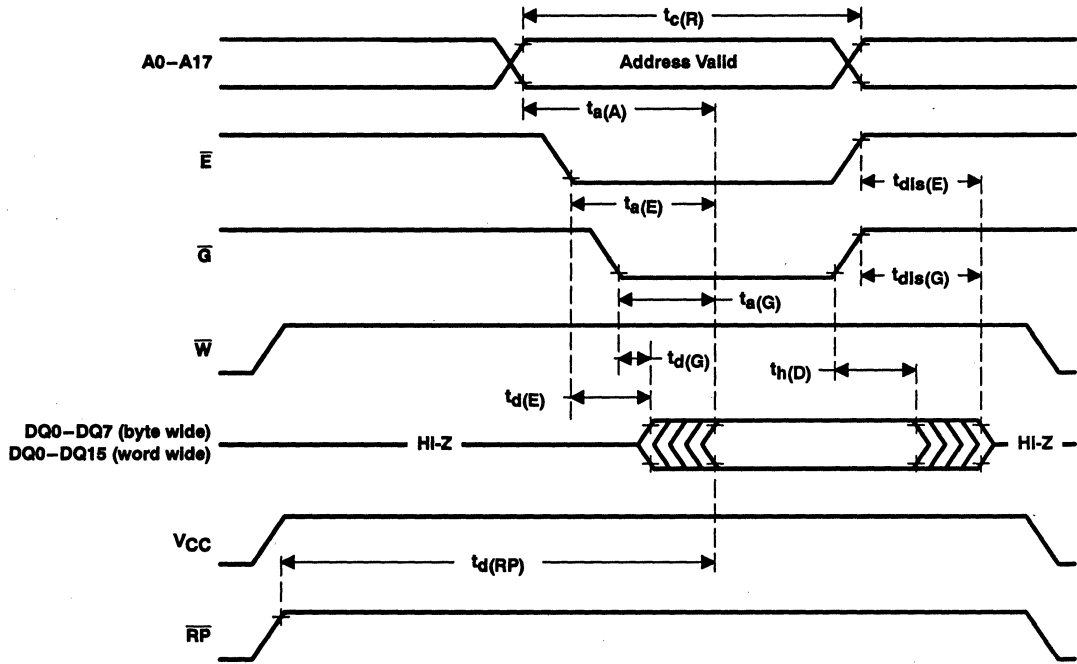 tc(R)
A0–A17
Address Valid
ta(A)
E
tdis(E)
ta(E)
G
tdis(G)
ta(G)
W
td(G)
th(D)
td(E)
DQ0–DQ7 (byte wide)
DQ0–DQ15 (word wide)
Hi-Z
Hi-Z
VCC
td(RP)
RP